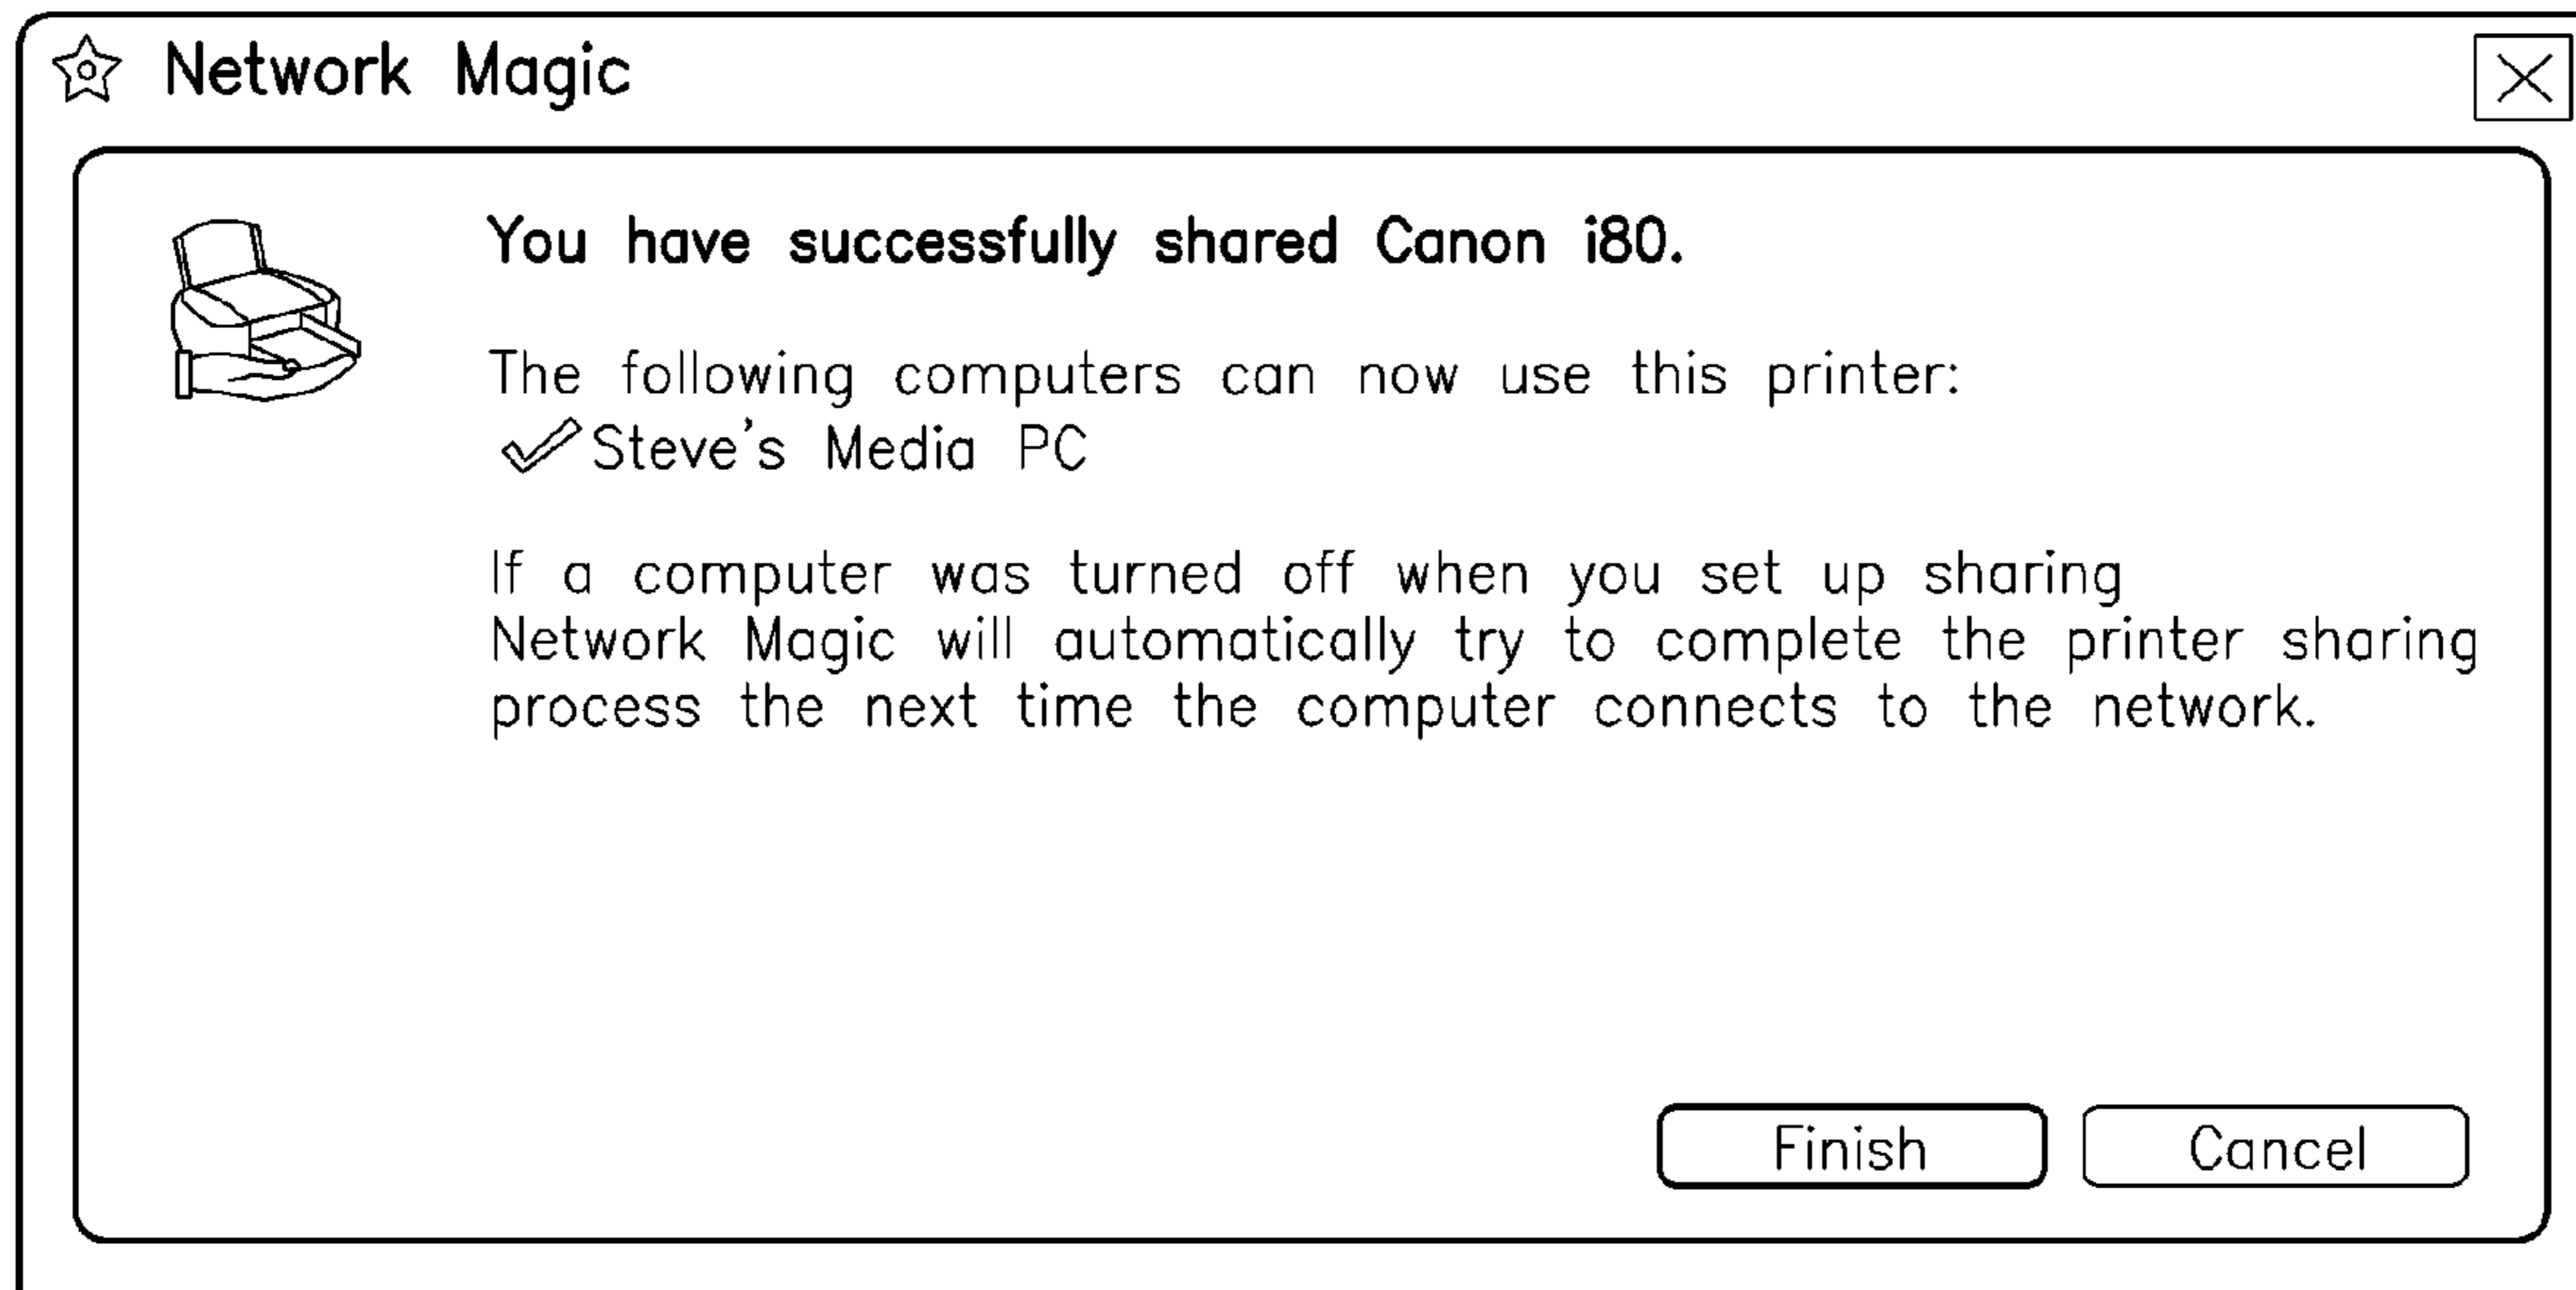 Network Magic
You have successfully shared Canon i80.
The following computers can now use this printer:
Steve's Media PC
If a computer was turned off when you set up sharing
Network Magic will automatically try to complete the printer sharing
process the next time the computer connects to the network.
Finish Cancel